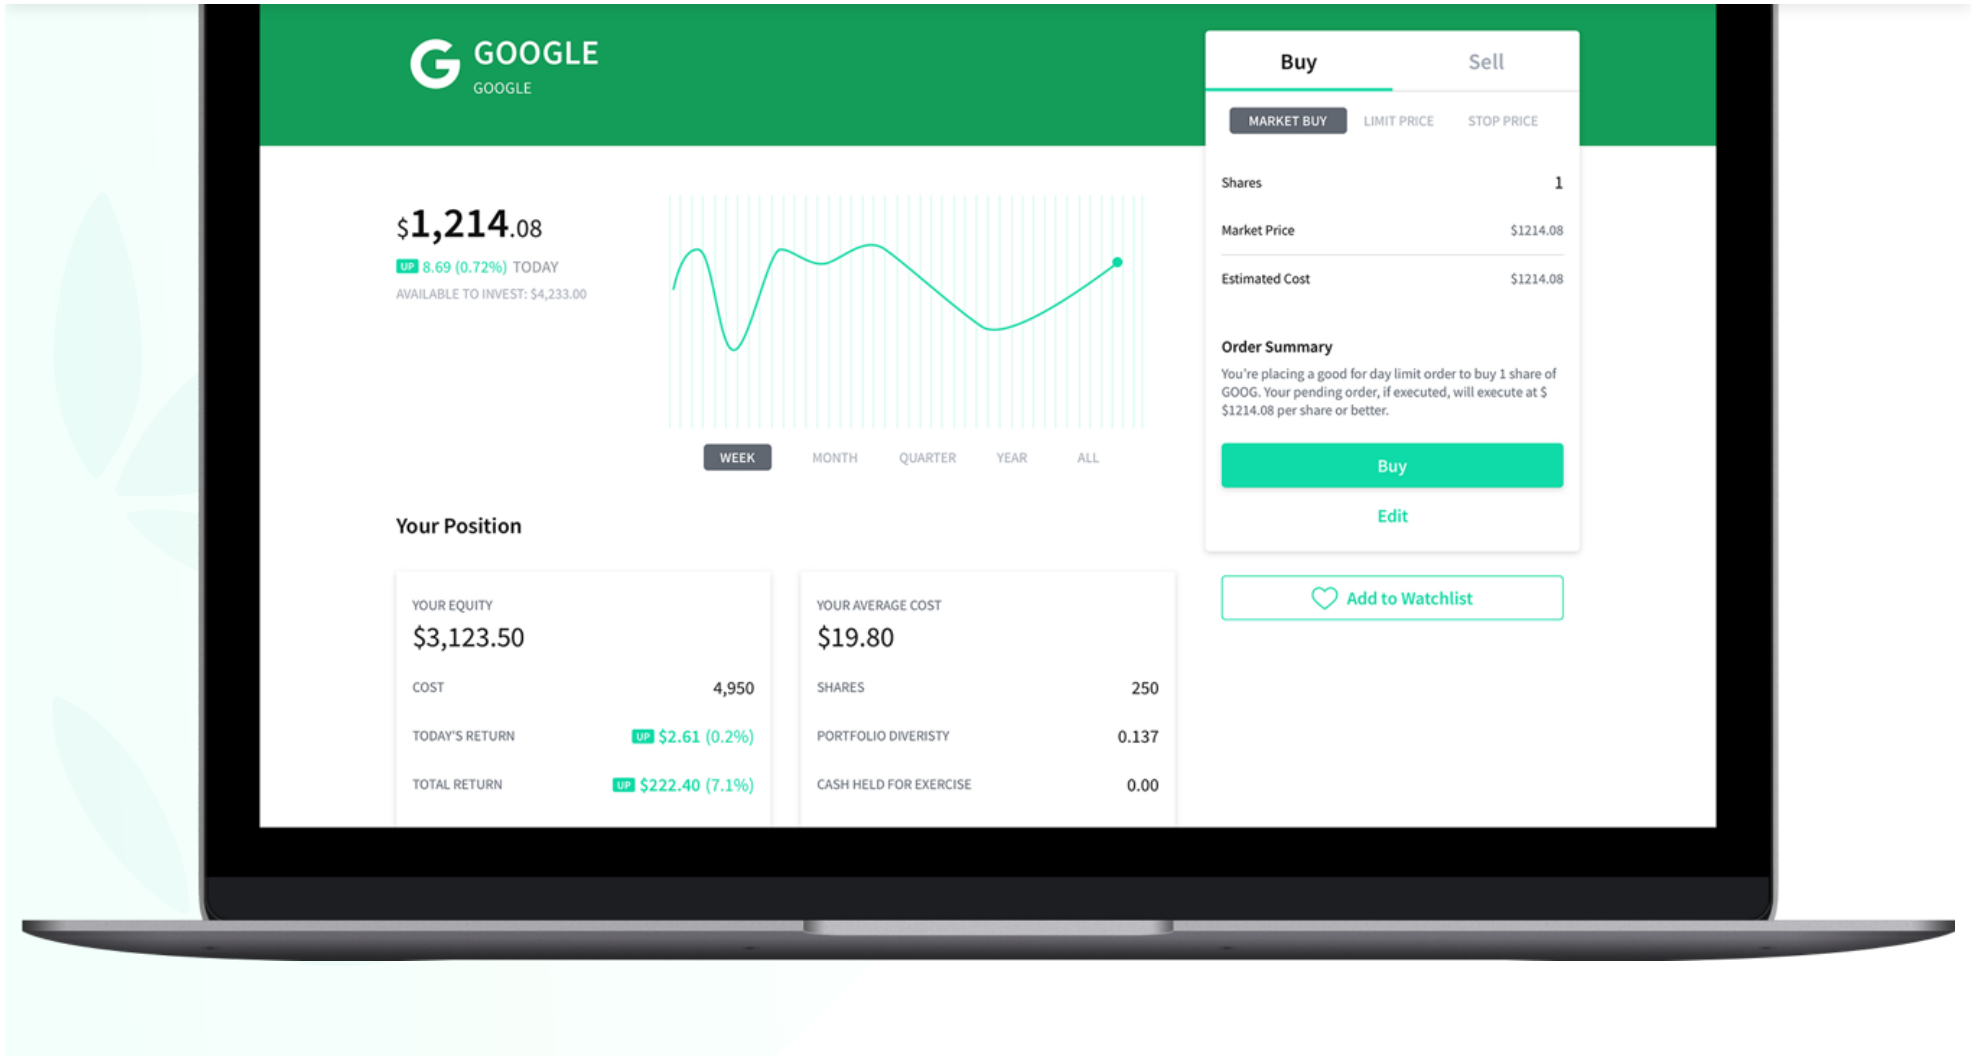 GOOGLE
GOOGLE
Buy
Sell
MARKET BUY
LIMIT PRICE
STOP PRICE
Shares
1
Market Price
$1214.08
Estimated Cost
$1214.08
Order Summary
You're placing a good for day limit order to buy 1 share of
GOOG. Your pending order, if executed, will execute at $
$1214.08 per share or better.
Buy
Edit
Add to Watchlist
$1,214.08
UP 8.69 (0.72%) TODAY
AVAILABLE TO INVEST: $4,233.00
WEEK
MONTH
QUARTER
YEAR
ALL
Your Position
YOUR EQUITY
$3,123.50
COST
4,950
TODAY'S RETURN
UP $2.61 (0.2%)
TOTAL RETURN
UP $222.40 (7.1%)
YOUR AVERAGE COST
$19.80
SHARES
250
PORTFOLIO DIVERISTY
0.137
CASH HELD FOR EXERCISE
0.00